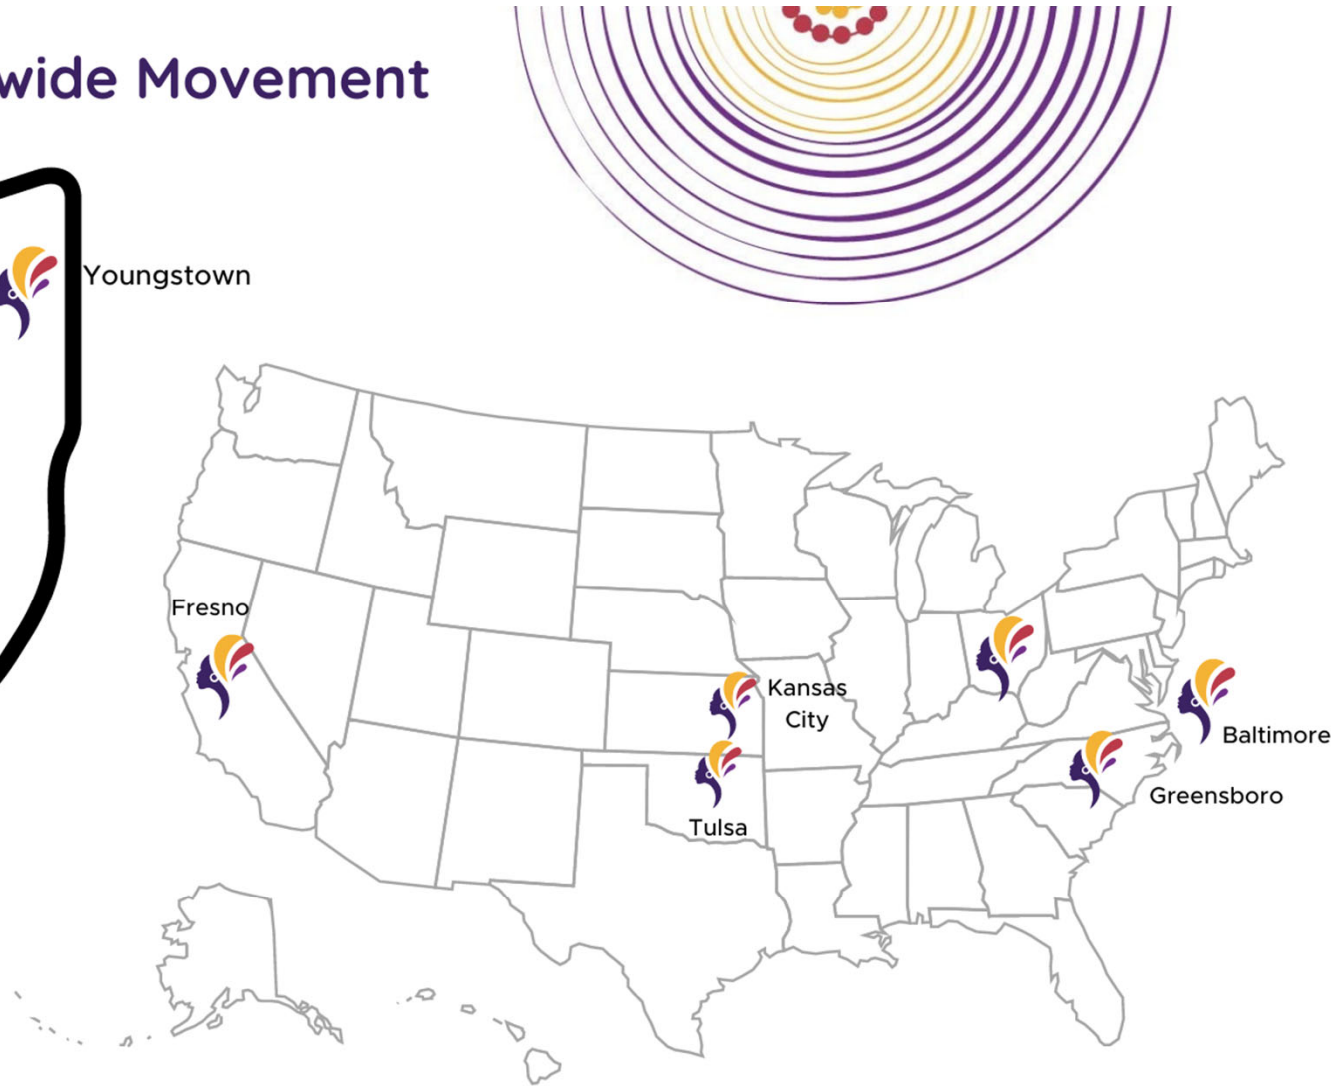 wide Movement
Youngstown
Fresno
Kansas
City
Baltimore
Greensboro
Tulsa